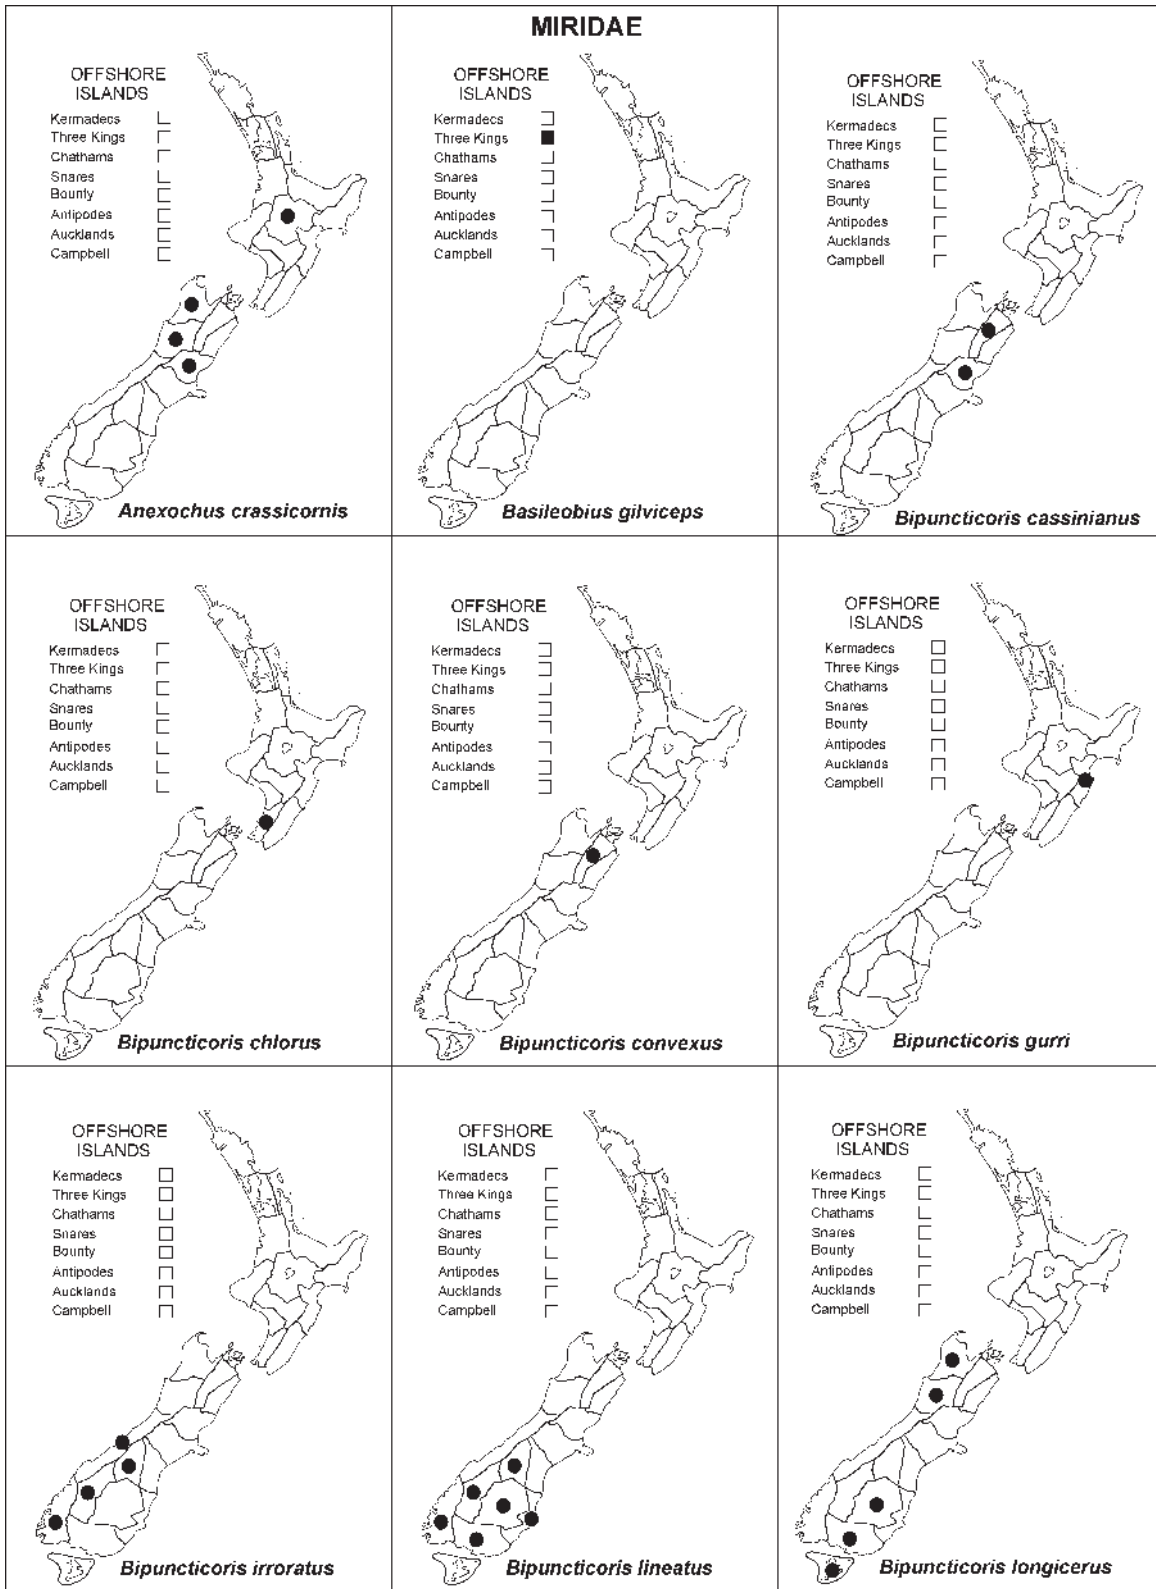 MIRIDAE
OFFSHORE
ISLANDS
Kermadecs
Three Kings
Chathams
Snares
Bounty
Antipodes
Aucklands
Campbell
Anexochus crassicornis
OFFSHORE
ISLANDS
Kermadecs
Three Kings
Chathams
Snares
Bounty
Antipodes
Aucklands
Campbell
Basileobius gilviceps
OFFSHORE
ISLANDS
Kermadecs
Three Kings
Chathams
Snares
Bounty
Antipodes
Aucklands
Campbell
Bipuncticoris cassinianus
OFFSHORE
ISLANDS
Kermadecs
Three Kings
Chathams
Snares
Bounty
Antipodes
Aucklands
Campbell
Bipuncticoris chlorus
OFFSHORE
ISLANDS
Kermadecs
Three Kings
Chathams
Snares
Bounty
Antipodes
Aucklands
Campbell
Bipuncticoris convexus
OFFSHORE
ISLANDS
Kermadecs
Three Kings
Chathams
Snares
Bounty
Antipodes
Aucklands
Campbell
Bipuncticoris gurri
OFFSHORE
ISLANDS
Kermadecs
Three Kings
Chathams
Snares
Bounty
Antipodes
Aucklands
Campbell
Bipuncticoris irroratus
OFFSHORE
ISLANDS
Kermadecs
Three Kings
Chathams
Snares
Bounty
Antipodes
Aucklands
Campbell
Bipuncticoris lineatus
OFFSHORE
ISLANDS
Kermadecs
Three Kings
Chathams
Snares
Bounty
Antipodes
Aucklands
Campbell
Bipuncticoris longicerus